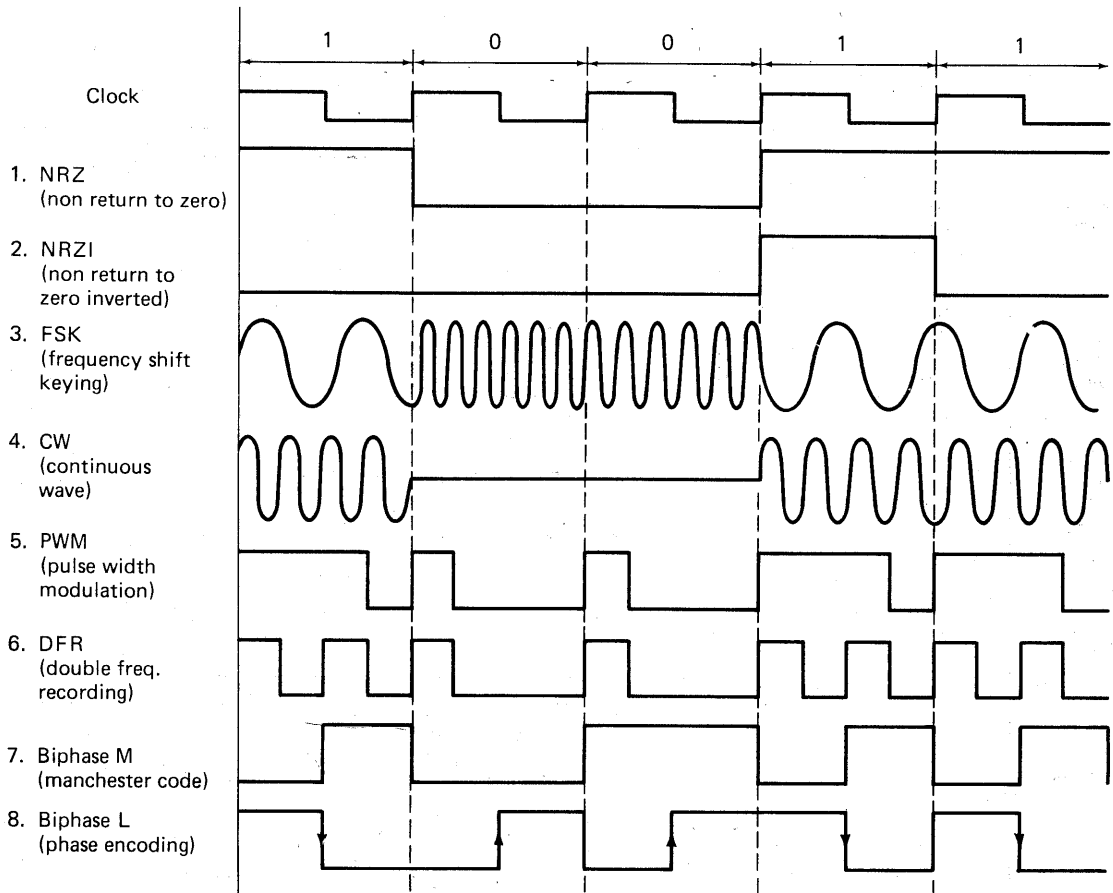 1 0 0 1 1
Clock
1. NRZ
(non return to zero)
2. NRZI
(non return to
zero inverted)
3. FSK
(frequency shift
keying)
4. CW
(continuous
wave)
5. PWM
(pulse width
modulation)
6. DFR
(double freq.
recording)
7. Biphase M
(manchester code)
8. Biphase L
(phase encoding)